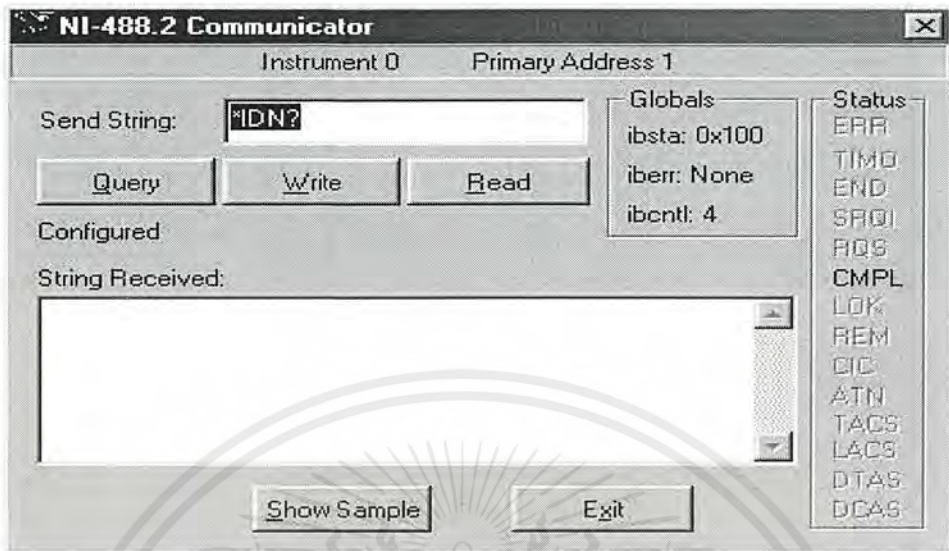 NI-488.2 Communicator
Instrument 0 Primary Address 1
Send String: *IDN?
Query Write Read
Configured
String Received:
Globals
ibsta: 0x100
iberr: None
ibcntl: 4
Status
ERR
TIMO
END
SRQI
RQS
CMPL
LOK
REM
CIC
ATN
TACS
LACS
DTAS
DCAS
Show Sample Exit